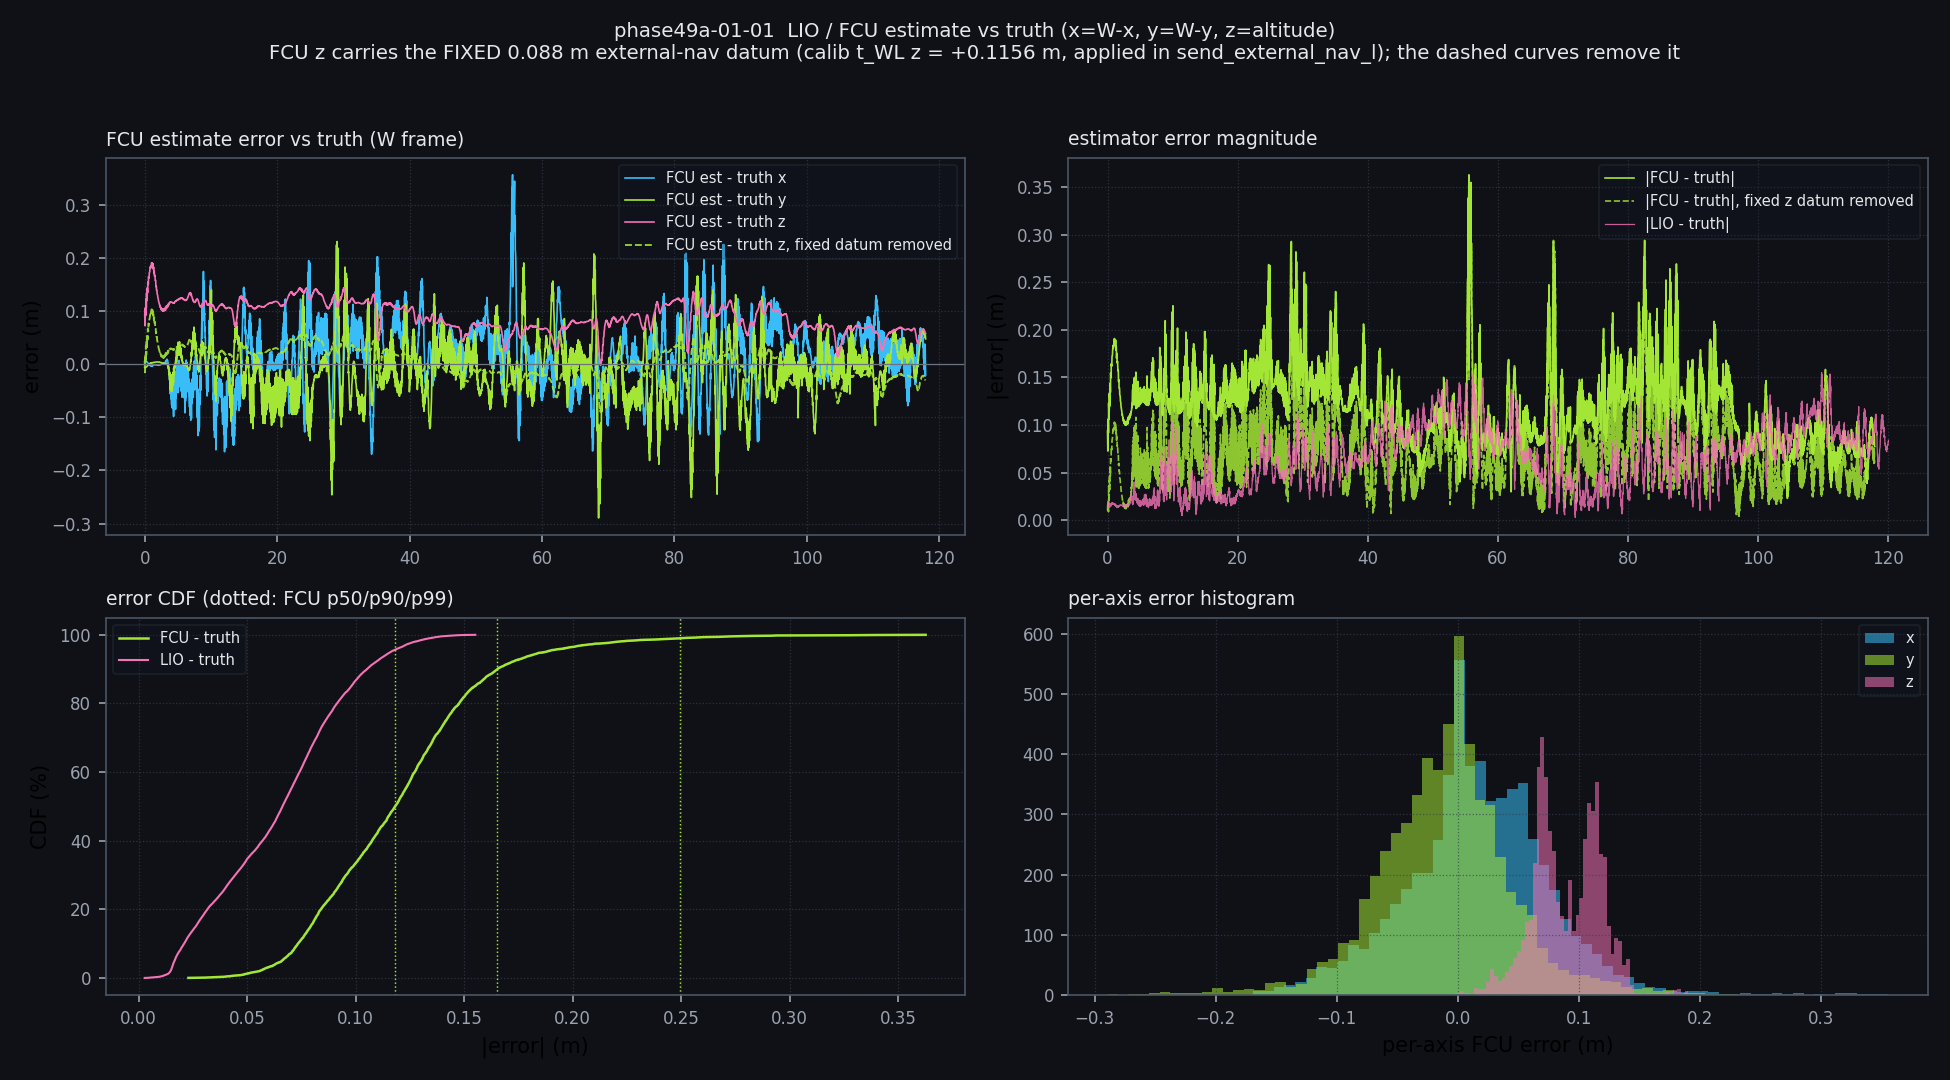 phase49a-01-01  LIO / FCU estimate vs truth (x=W-x, y=W-y, z=altitude)
FCU z carries the FIXED 0.088 m external-nav datum (calib t_WL z = +0.1156 m, applied in send_external_nav_l); the dashed curves remove it
FCU estimate error vs truth (W frame)
error (m)
0.3
0.2
0.1
0.0
−0.1
−0.2
−0.3
0 20 40 60 80 100 120
FCU est - truth x
FCU est - truth y
FCU est - truth z
FCU est - truth z, fixed datum removed
estimator error magnitude
|error| (m)
0.35
0.30
0.25
0.20
0.15
0.10
0.05
0.00
0 20 40 60 80 100 120
|FCU - truth|
|FCU - truth|, fixed z datum removed
|LIO - truth|
error CDF (dotted: FCU p50/p90/p99)
CDF (%)
100
80
60
40
20
0
0.00 0.05 0.10 0.15 0.20 0.25 0.30 0.35
|error| (m)
FCU - truth
LIO - truth
per-axis error histogram
600
500
400
300
200
100
0
−0.3 −0.2 −0.1 0.0 0.1 0.2 0.3
per-axis FCU error (m)
x
y
z